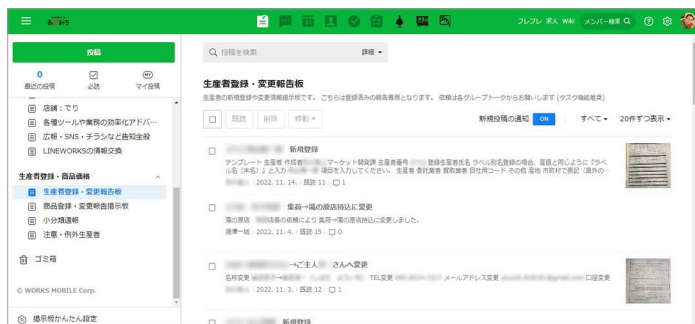 フレフレ 求人 Wiki メンバー検索
投稿
0
最近の投稿 必読 マイ投稿
店舗：でり
各種ツールや業務の効率化アドバ…
広報・SNS・チラシなど告知全般
LINEWORKSの情報交換
生産者登録・商品価格
生産者登録・変更報告板
商品登録・変更報告掲示板
小分類速報
注意・例外生産者
ゴミ箱
© WORKS MOBILE Corp.
掲示板かんたん設定
投稿を検索 詳細
生産者登録・変更報告板
生産者の新規登録や変更情報掲示板です。 こちらは登録済みの報告専用となります。 依頼は各グループトークからお願いします (タスク機能推奨)
既読 削除 移動 新規投稿の通知 ON すべて 20件ずつ表示
新規登録
テンプレート 生産者 作成者 マーケット開発課 生産者番号 登録生産者氏名 ラベル別名登録の場合、産直と同じように『ラベ
ル名（本名）』と入力 項目を入力してください。 生産者 委託業者 買取業者 自社用コード その他 産地 市町村で表記（県外の…
2022. 11. 14. 既読 11 1
集荷→滝の原店持込に変更
滝の原店 店長の依頼により 集荷→滝の原店持込に変更しました。
2022. 11. 4. 既読 15 0
→ご主人 さんへ変更
名称変更 TEL変更 メールアドレス変更 口座変更
2022. 11. 3. 既読 12 1
新規登録